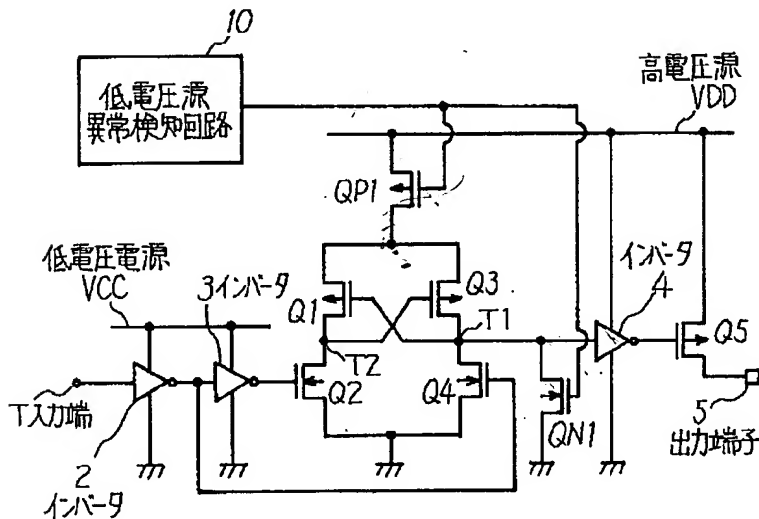 10
低電圧源
異常検知回路
高電圧源
VDD
QP1
低電圧電源
VCC
3インバータ
Q1
Q3
T1
インバータ
4
Q5
T2
Q2
Q4
QN1
T入力端
2
インバータ
5
出力端子